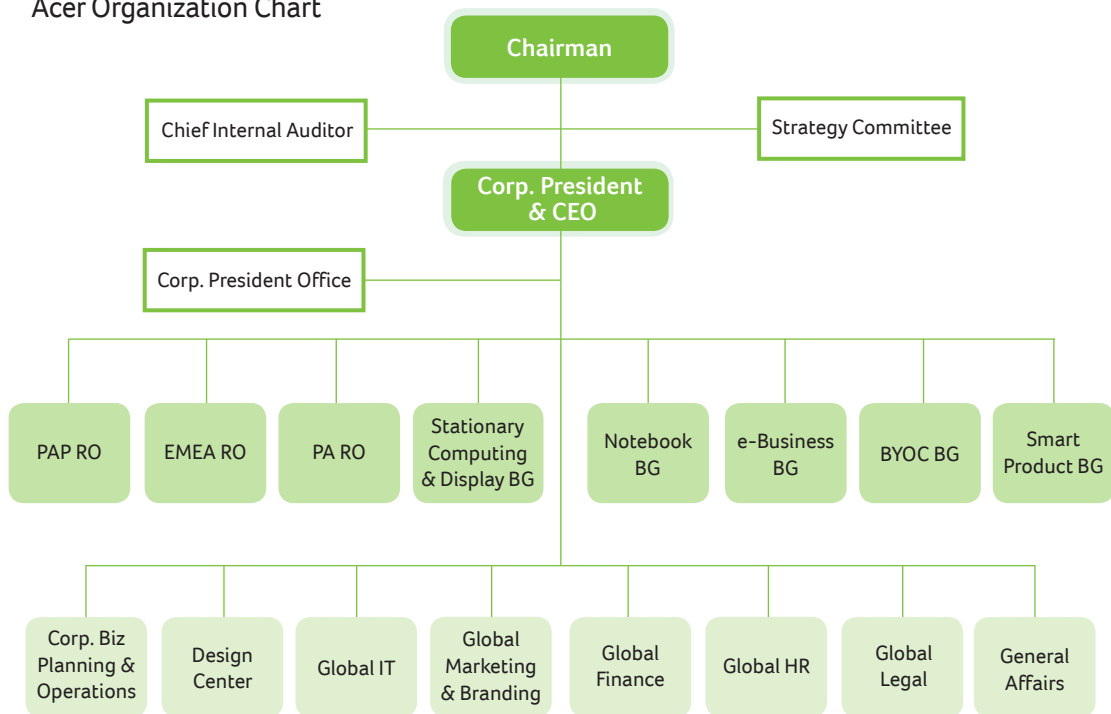 Acer Organization Chart
Chairman
Chief Internal Auditor
Strategy Committee
Corp. President
& CEO
Corp. President Office
PAP RO
EMEA RO
PA RO
Stationary
Computing
& Display BG
Notebook
BG
e-Business
BG
BYOC BG
Smart
Product BG
Corp. Biz
Planning &
Operations
Design
Center
Global IT
Global
Marketing
& Branding
Global
Finance
Global HR
Global
Legal
General
Affairs